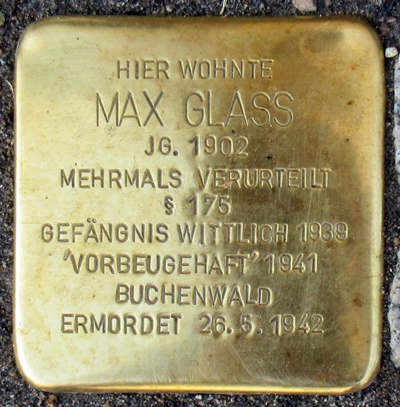 HIER WOHNTE
MAX GLASS
JG. 1902
MEHRMALS VERURTEILT
§ 175
GEFÄNGNIS WITTLICH 1939
'VORBEUGEHAFT' 1941
BUCHENWALD
ERMORDET 26.5.1942